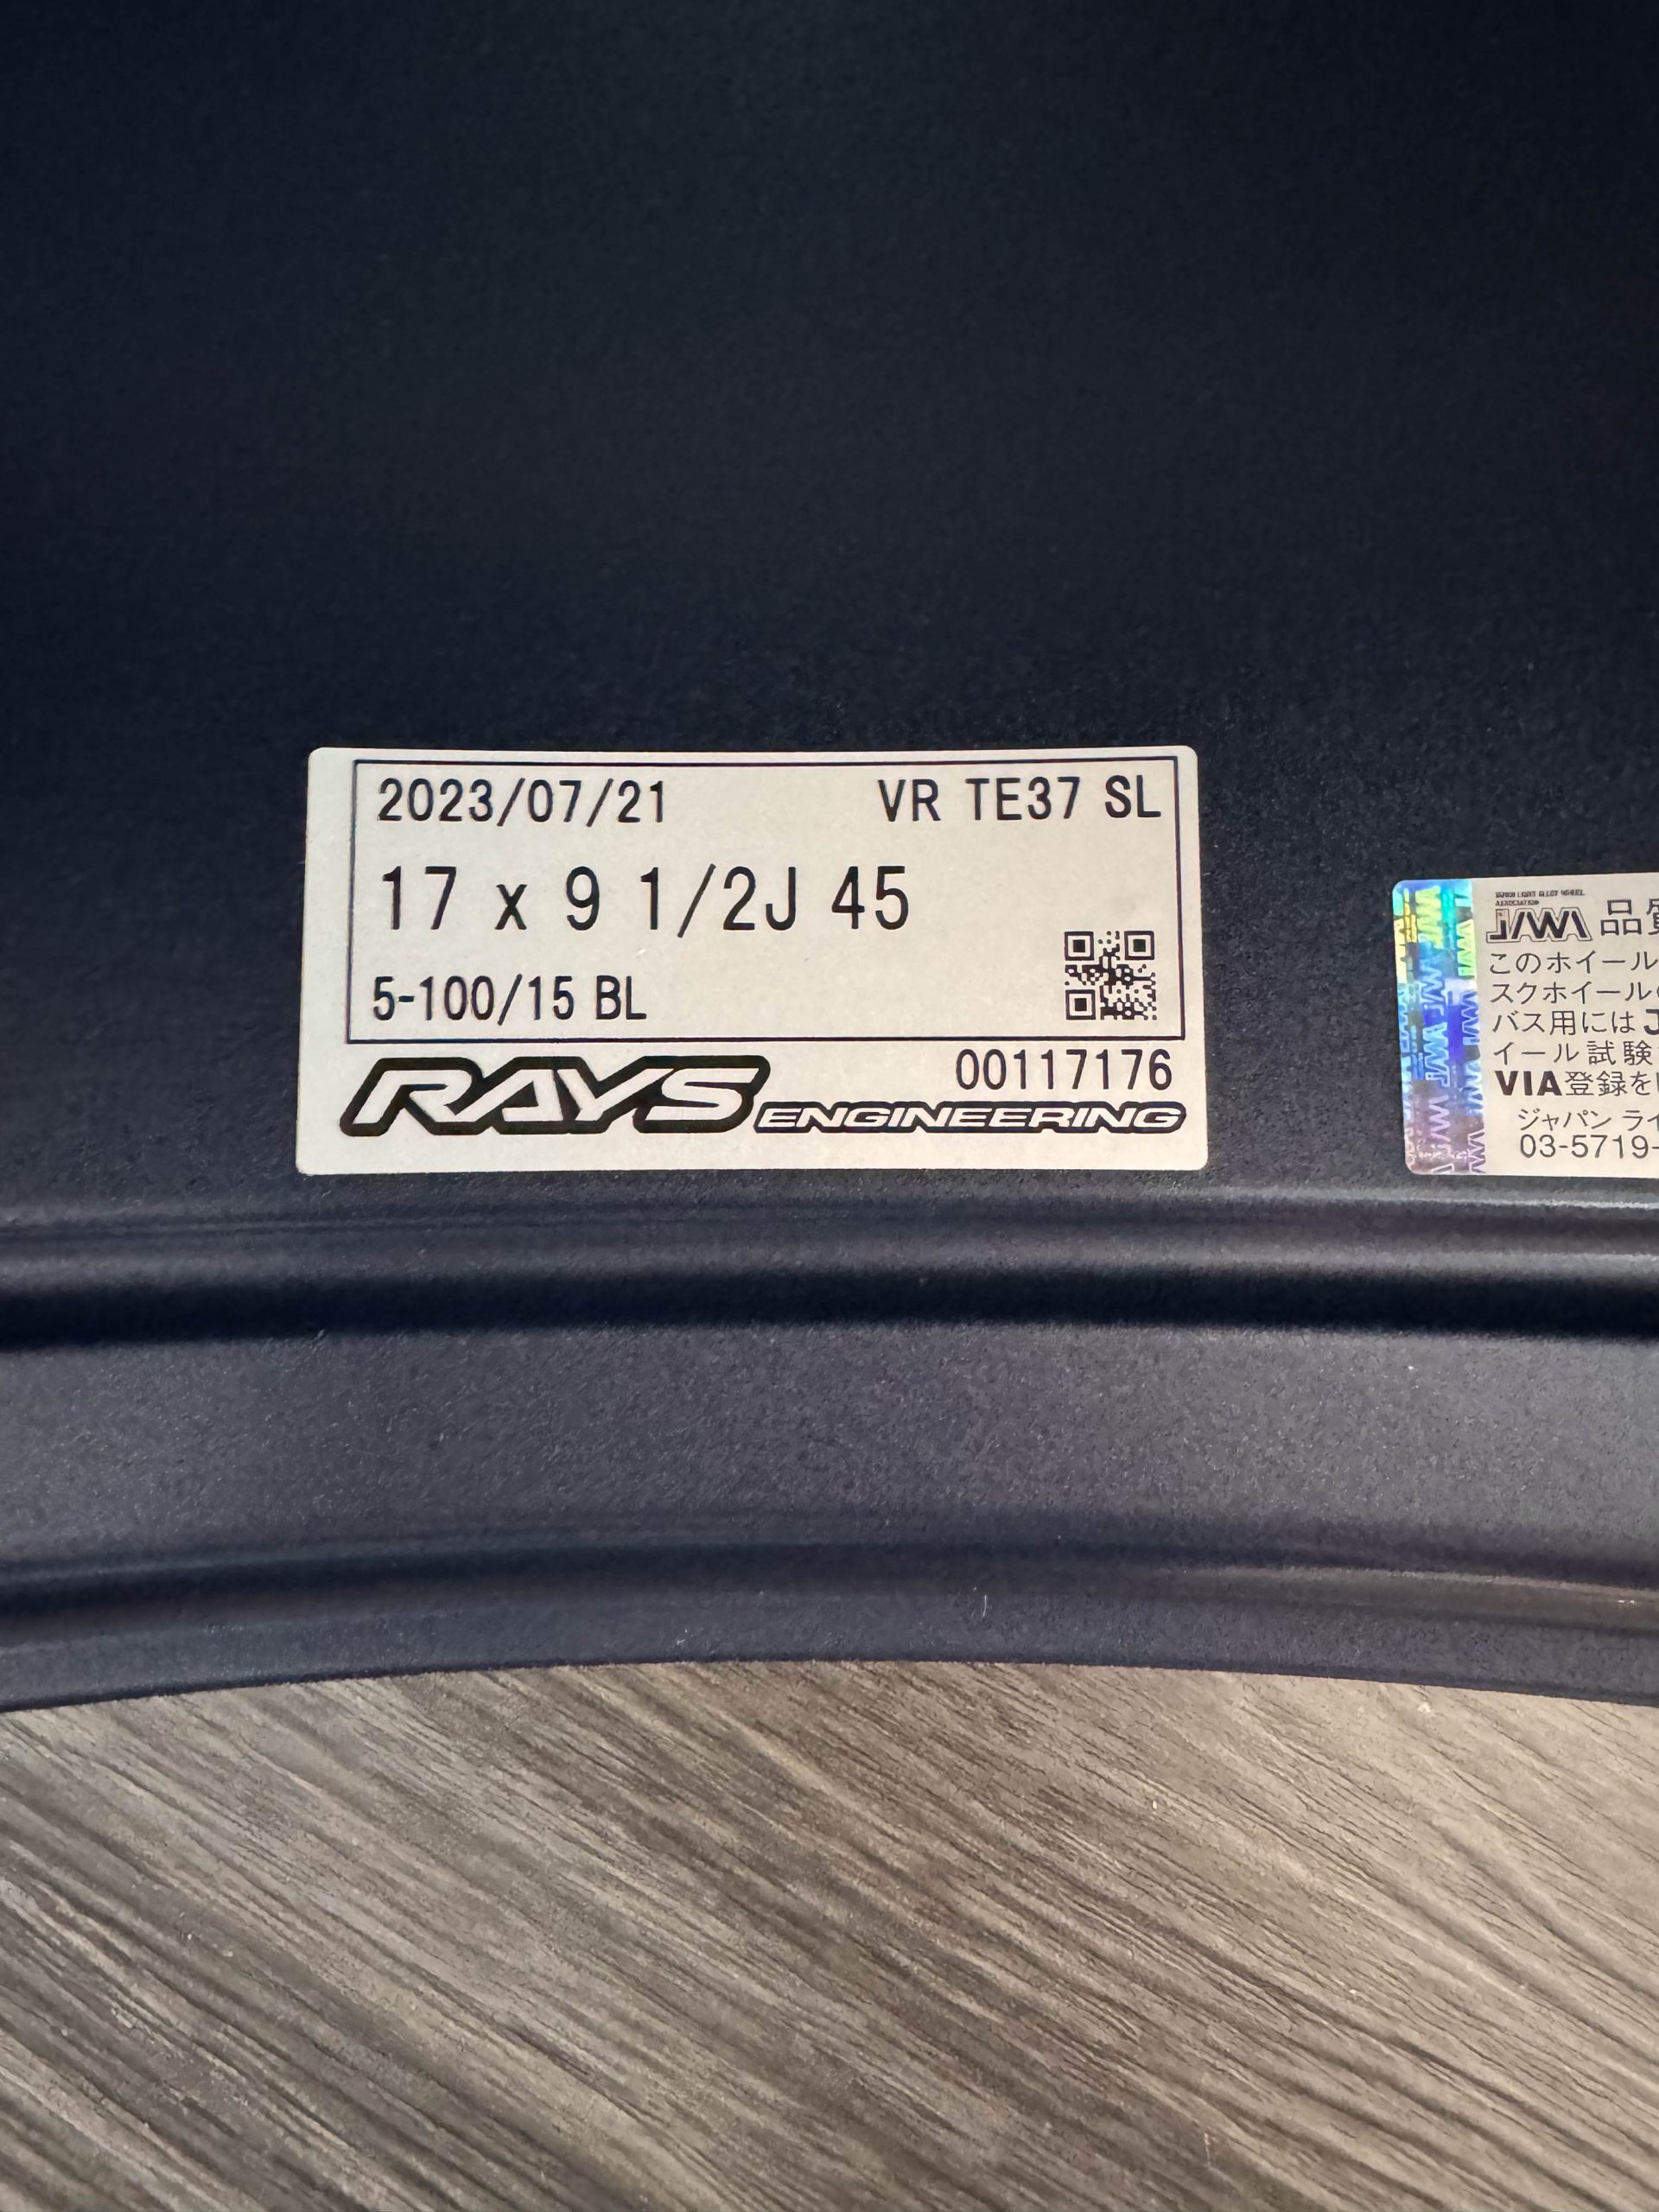 2023/07/21 VR TE37 SL
17 x 9 1/2J 45
5-100/15 BL
00117176
RAYS ENGINEERING
JAWA 品質
このホイール
スクホイール
バス用には J
イール試験
VIA登録を
ジャパン ライ
03-5719-